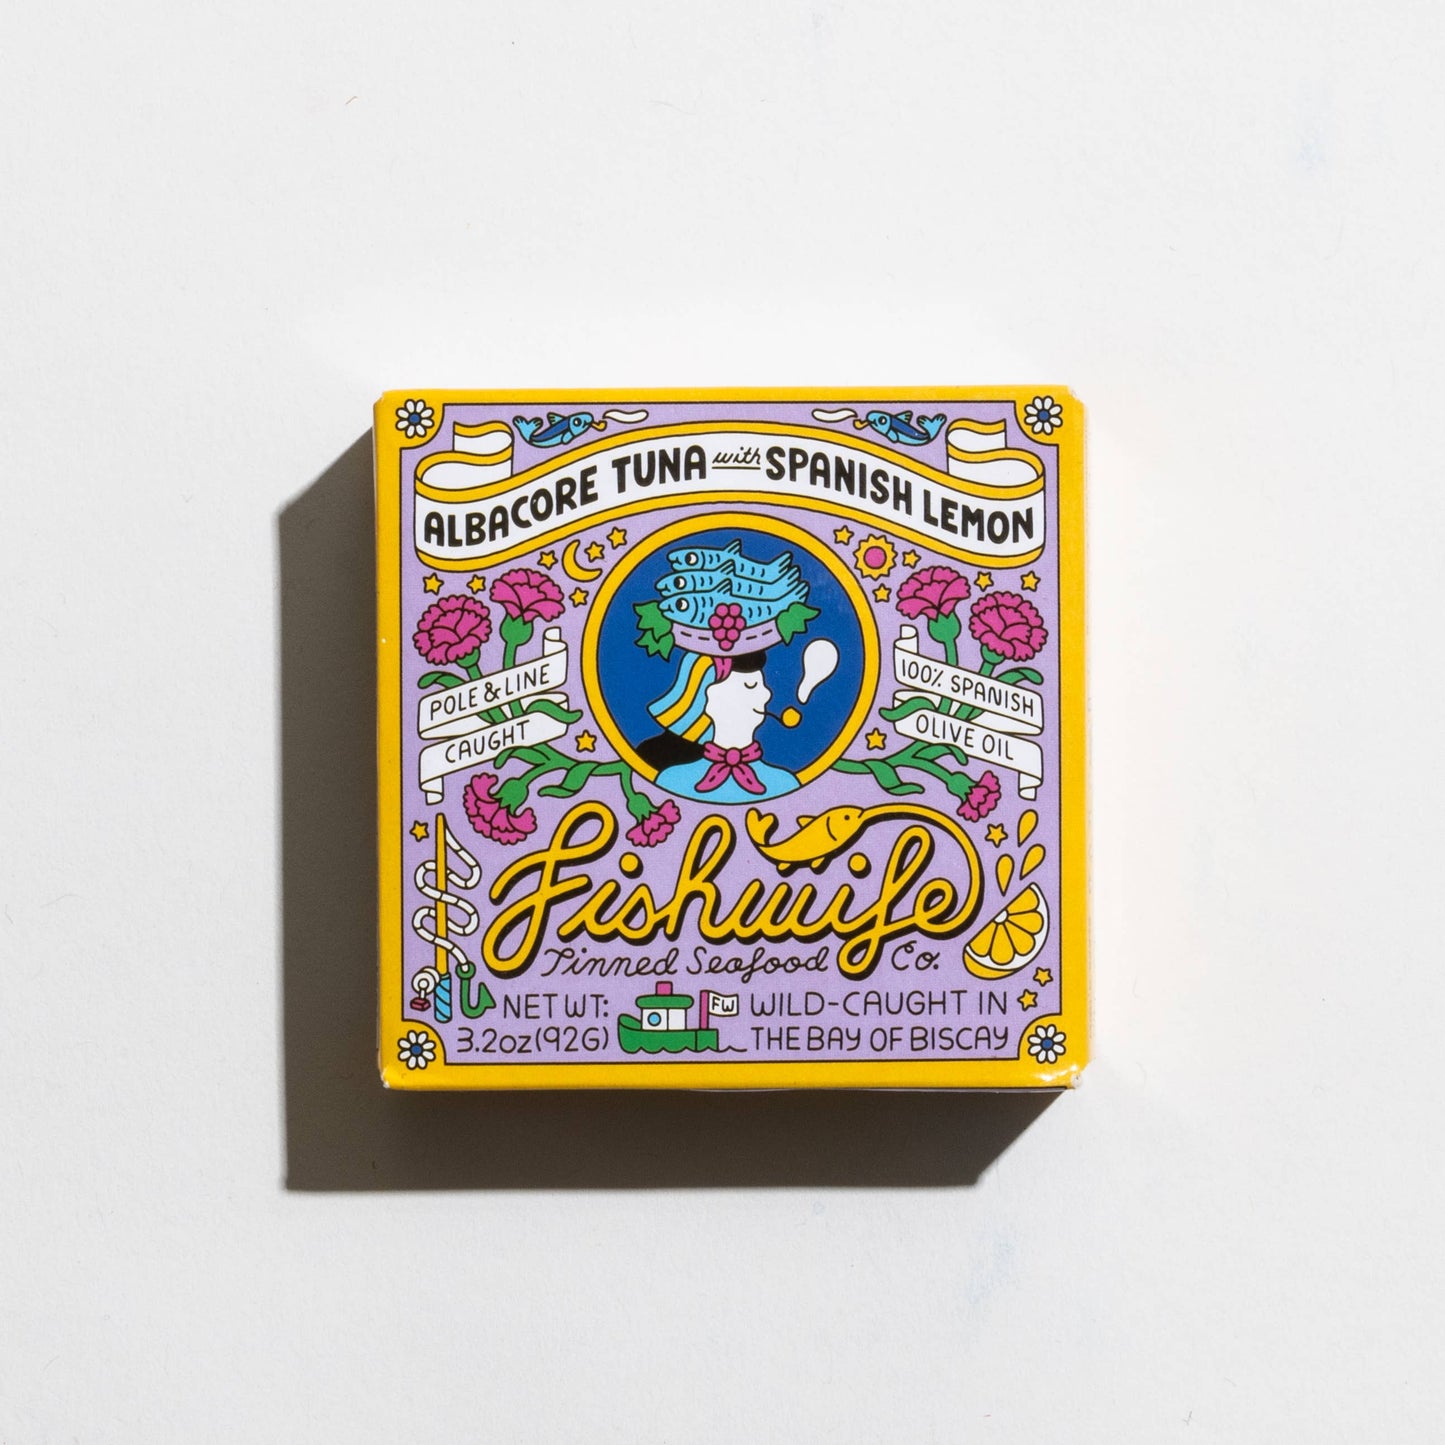 ALBACORE TUNA with SPANISH LEMON
POLE & LINE
CAUGHT
100% SPANISH
OLIVE OIL
Fishwife
Tinned Seafood Co.
NET WT:
3.2oz(92G)
FW
WILD-CAUGHT IN
THE BAY OF BISCAY